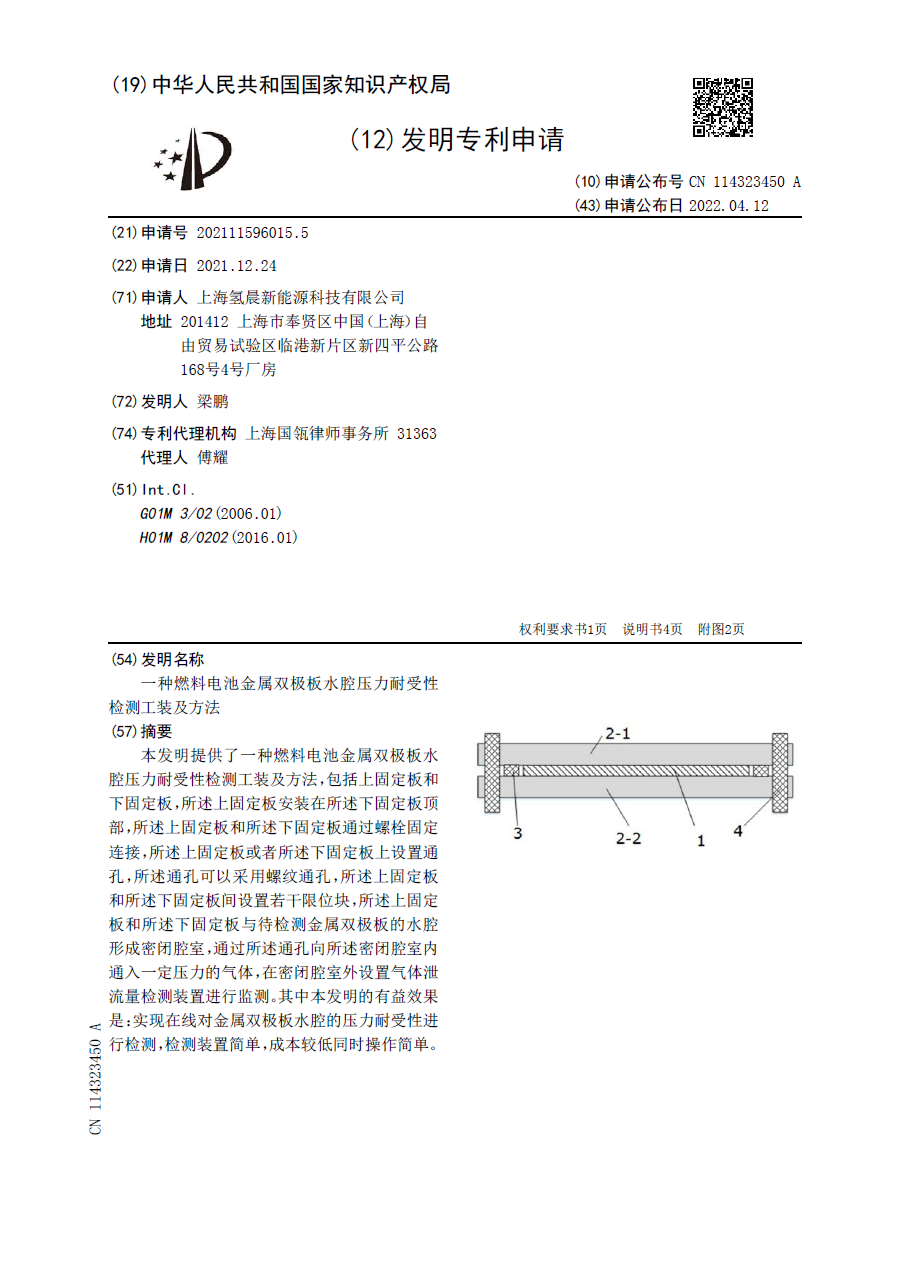 (19)中华人民共和国国家知识产权局
(12)发明专利申请
(10)申请公布号 CN 114323450 A
(43)申请公布日 2022.04.12
(21)申请号 202111596015.5
(22)申请日 2021.12.24
(71)申请人 上海氢晨新能源科技有限公司
地址 201412 上海市奉贤区中国(上海)自
由贸易试验区临港新片区新四平公路
168号4号厂房
(72)发明人 梁鹏
(74)专利代理机构 上海国瓴律师事务所 31363
代理人 傅耀
(51)Int.Cl.
G01M 3/02(2006.01)
H01M 8/0202(2016.01)
权利要求书1页 说明书4页 附图2页
(54)发明名称
一种燃料电池金属双极板水腔压力耐受性
检测工装及方法
(57)摘要
本发明提供了一种燃料电池金属双极板水
腔压力耐受性检测工装及方法,包括上固定板和
下固定板,所述上固定板安装在所述下固定板顶
部,所述上固定板和所述下固定板通过螺栓固定
连接,所述上固定板或者所述下固定板上设置通
孔,所述通孔可以采用螺纹通孔,所述上固定板
和所述下固定板间设置若干限位块,所述上固定
板和所述下固定板与待检测金属双极板的水腔
形成密闭腔室,通过所述通孔向所述密闭腔室内
通入一定压力的气体,在密闭腔室外设置气体泄
流量检测装置进行监测。其中本发明的有益效果
是:实现在线对金属双极板水腔的压力耐受性进
行检测,检测装置简单,成本较低同时操作简单。
2-1
3
2-2
1
4
CN 114323450 A